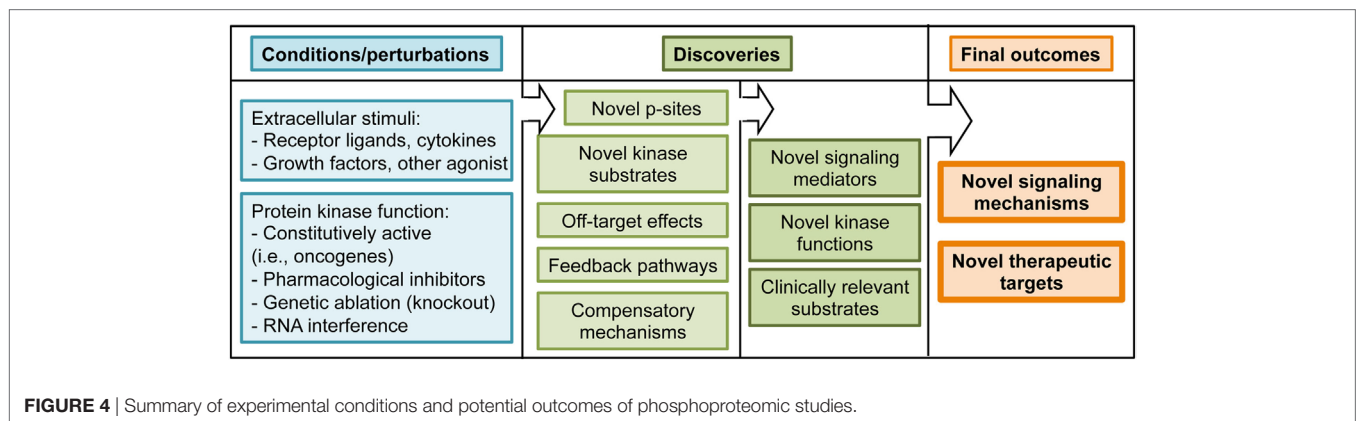 Conditions/perturbations
Discoveries
Final outcomes
Extracellular stimuli:
- Receptor ligands, cytokines
- Growth factors, other agonist
Protein kinase function:
- Constitutively active
(i.e., oncogenes)
- Pharmacological inhibitors
- Genetic ablation (knockout)
- RNA interference
Novel p-sites
Novel kinase
substrates
Off-target effects
Feedback pathways
Compensatory
mechanisms
Novel signaling
mediators
Novel kinase
functions
Clinically relevant
substrates
Novel signaling
mechanisms
Novel therapeutic
targets
FIGURE 4 | Summary of experimental conditions and potential outcomes of phosphoproteomic studies.